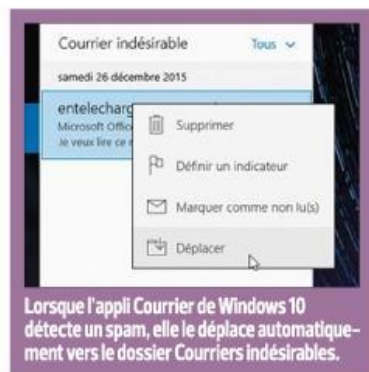 Courrier indésirable Tous
samedi 26 décembre 2015
entelecharg
Microsoft Offic
Je veux lire ce
Supprimer
Définir un indicateur
Marquer comme non lu(s)
Déplacer
Lorsque l'appli Courrier de Windows 10
détecte un spam, elle le déplace automatique-
ment vers le dossier Courriers indésirables.